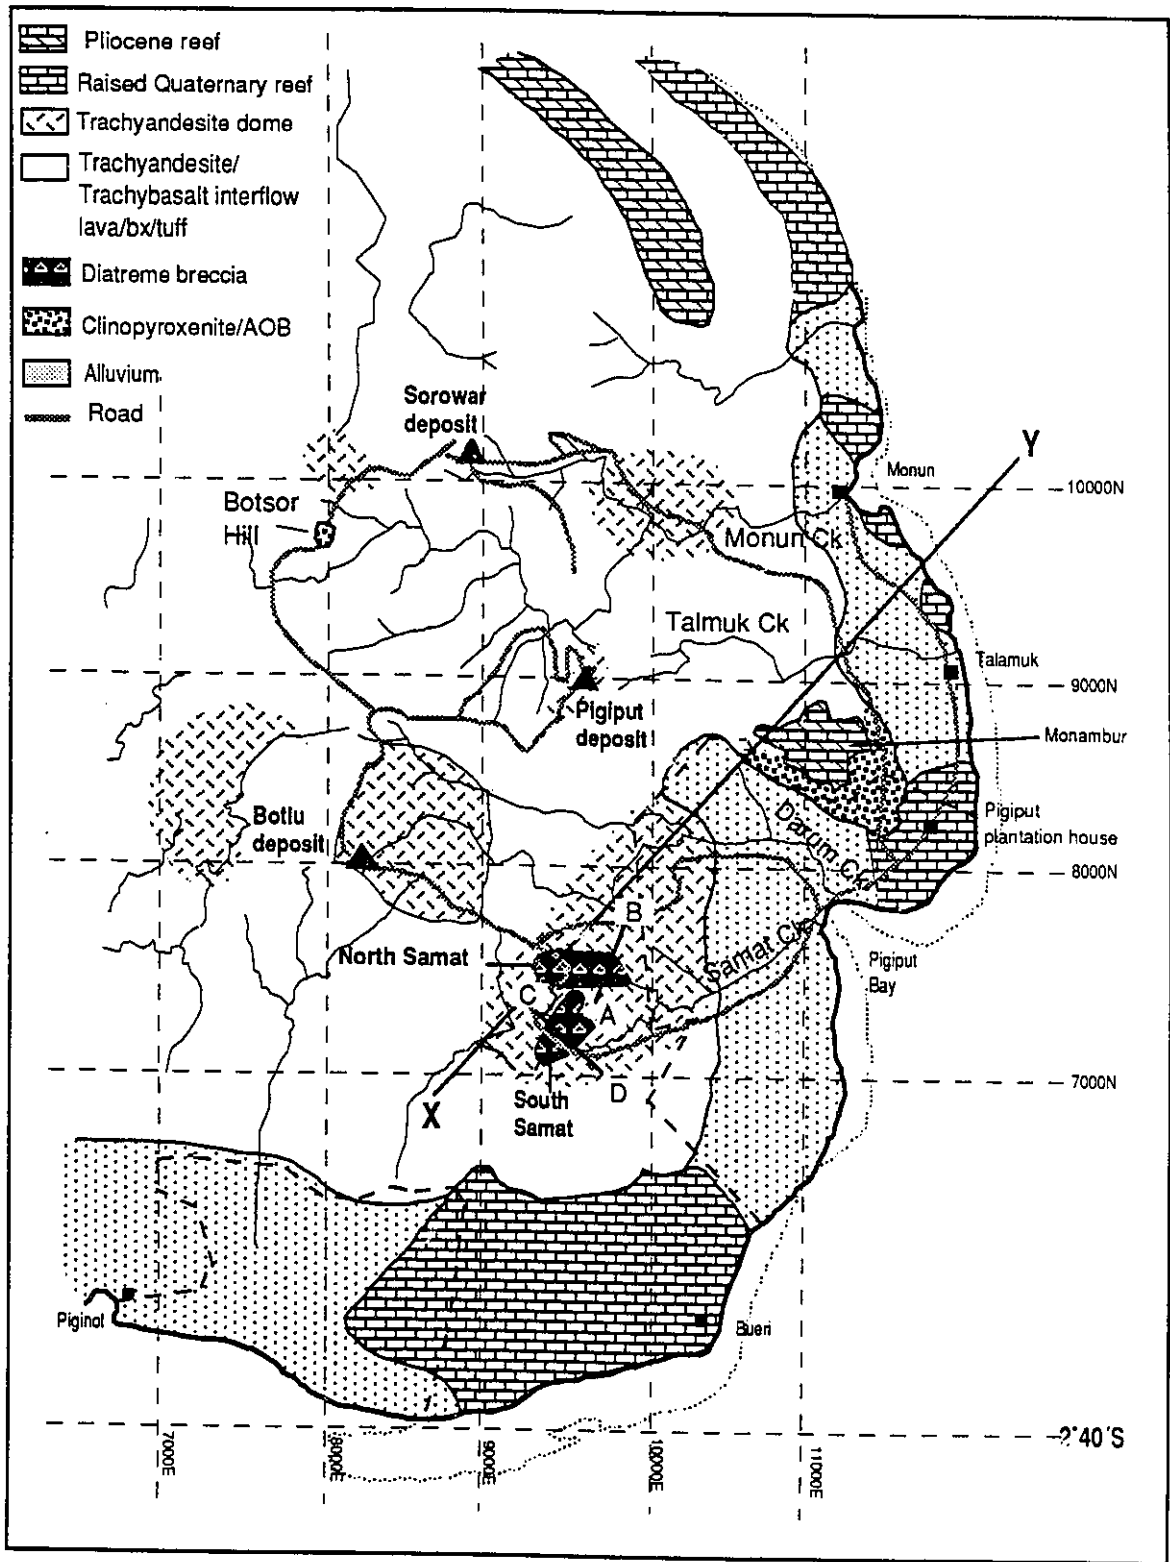 Pliocene reef
Raised Quaternary reef
Trachyandesite dome
Trachyandesite/
Trachybasalt interflow
lava/bx/tuff
Diatreme breccia
Clinopyroxenite/AOB
Alluvium
Road
Sorowar
deposit
Y
Monun
10000N
Botsor
Hill
Monun Ck
Talmuk Ck
Talamuk
9000N
Pigiput
deposit
Monambur
Botlu
deposit
Darum Ck
Pigiput
plantation house
8000N
B
North Samat
Samat Ck
Pigiput
Bay
C
A
?
7000N
D
X
South
Samat
Piginot
Bueri
2°40'S
7000E
8000E
9000E
10000E
11000E